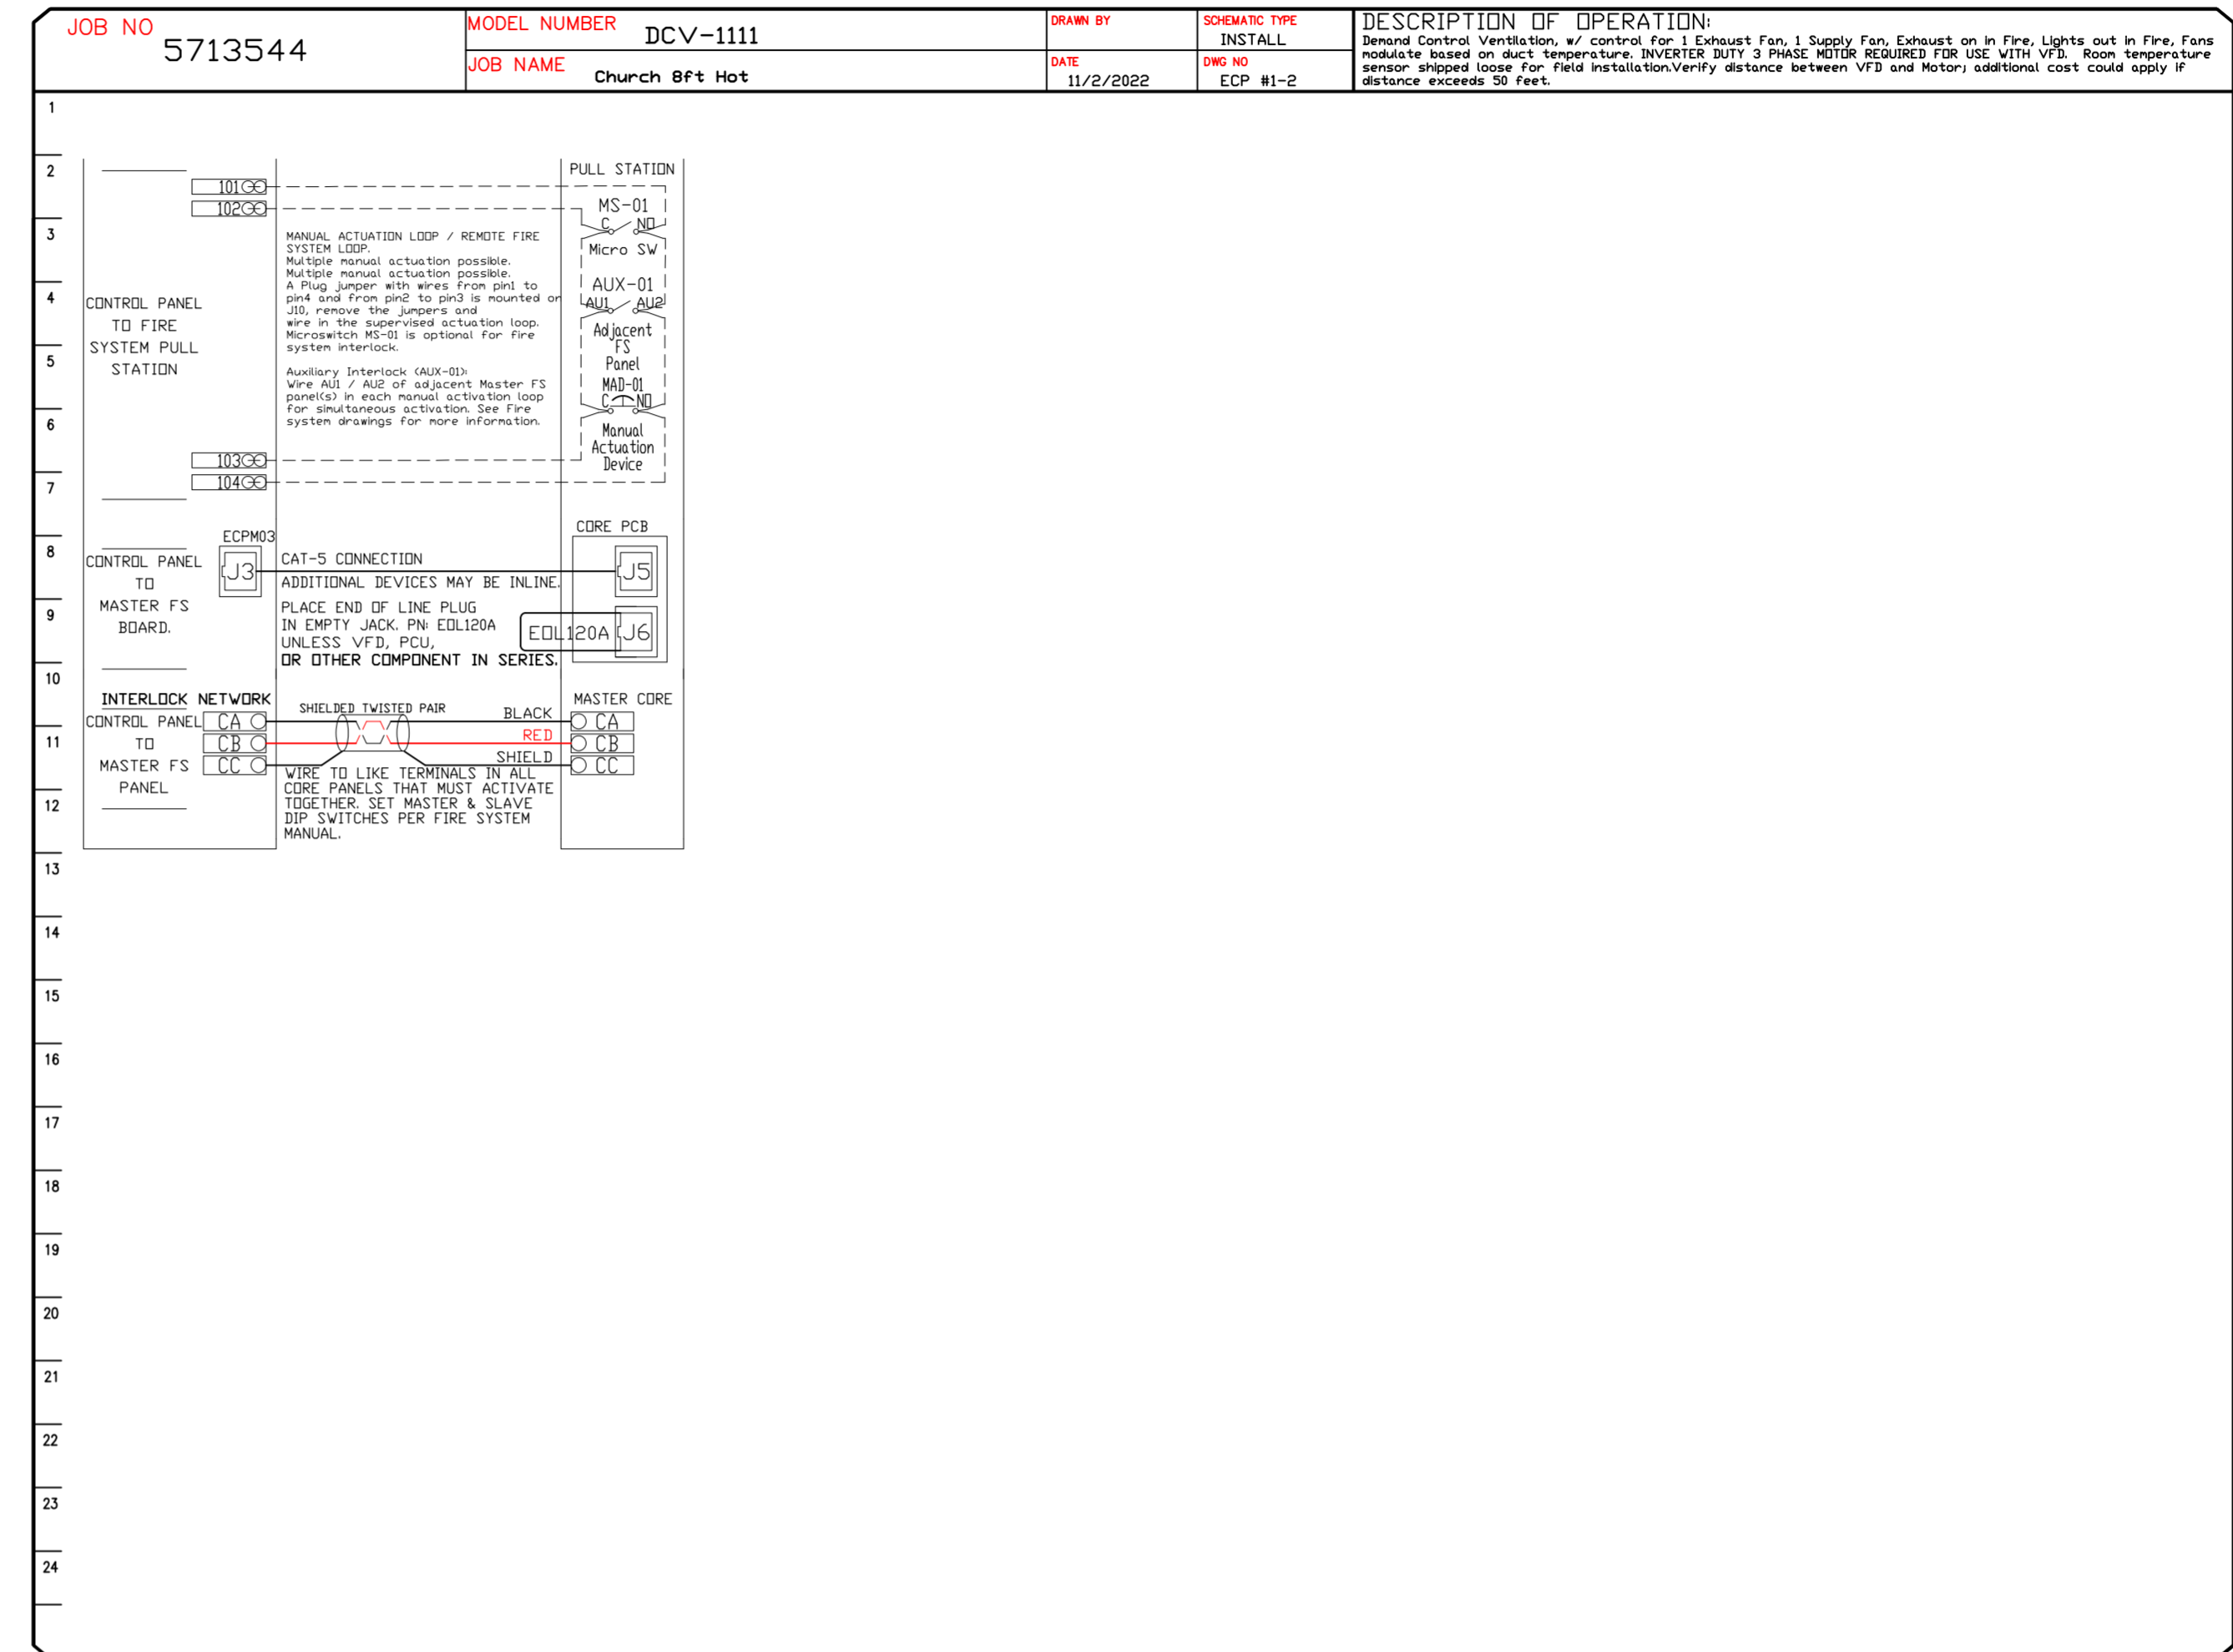 JOB NO
5713544
MODEL NUMBER
DCV-1111
JOB NAME
Church 8ft Hot
DRAWN BY
DATE
11/2/2022
SCHEMATIC TYPE
INSTALL
DWG NO
ECP #1-2
DESCRIPTION OF OPERATION:
Demand Control Ventilation, w/ control for 1 Exhaust Fan, 1 Supply Fan, Exhaust on in Fire, Lights out in Fire, Fans
modulate based on duct temperature. INVERTER DUTY 3 PHASE MOTOR REQUIRED FOR USE WITH VFD.  Room temperature
sensor shipped loose for field installation.Verify distance between VFD and Motor; additional cost could apply if
distance exceeds 50 feet.
1
2
3
4
5
6
7
8
9
10
11
12
13
14
15
16
17
18
19
20
21
22
23
24
CONTROL PANEL
TO FIRE
SYSTEM PULL
STATION
101
102
103
104
MANUAL ACTUATION LOOP / REMOTE FIRE
SYSTEM LOOP.
Multiple manual actuation possible.
Multiple manual actuation possible.
A Plug jumper with wires from pin1 to
pin4 and from pin2 to pin3 is mounted on
J10, remove the jumpers and
wire in the supervised actuation loop.
Microswitch MS-01 is optional for fire
system interlock.
Auxiliary Interlock (AUX-01):
Wire AU1 / AU2 of adjacent Master FS
panel(s) in each manual activation loop
for simultaneous activation. See Fire
system drawings for more information.
PULL STATION
MS-01
C NO
Micro SW
AUX-01
AU1 AU2
Adjacent
FS
Panel
MAD-01
C NO
Manual
Actuation
Device
CONTROL PANEL
TO
MASTER FS
BOARD.
ECPM03
J3
CAT-5 CONNECTION
ADDITIONAL DEVICES MAY BE INLINE.
PLACE END OF LINE PLUG
IN EMPTY JACK. PN: EOL120A
UNLESS VFD, PCU,
OR OTHER COMPONENT IN SERIES.
CORE PCB
J5
EOL120A J6
INTERLOCK NETWORK
CONTROL PANEL
TO
MASTER FS
PANEL
CA
CB
CC
SHIELDED TWISTED PAIR
BLACK
RED
SHIELD
WIRE TO LIKE TERMINALS IN ALL
CORE PANELS THAT MUST ACTIVATE
TOGETHER. SET MASTER & SLAVE
DIP SWITCHES PER FIRE SYSTEM
MANUAL.
MASTER CORE
CA
CB
CC